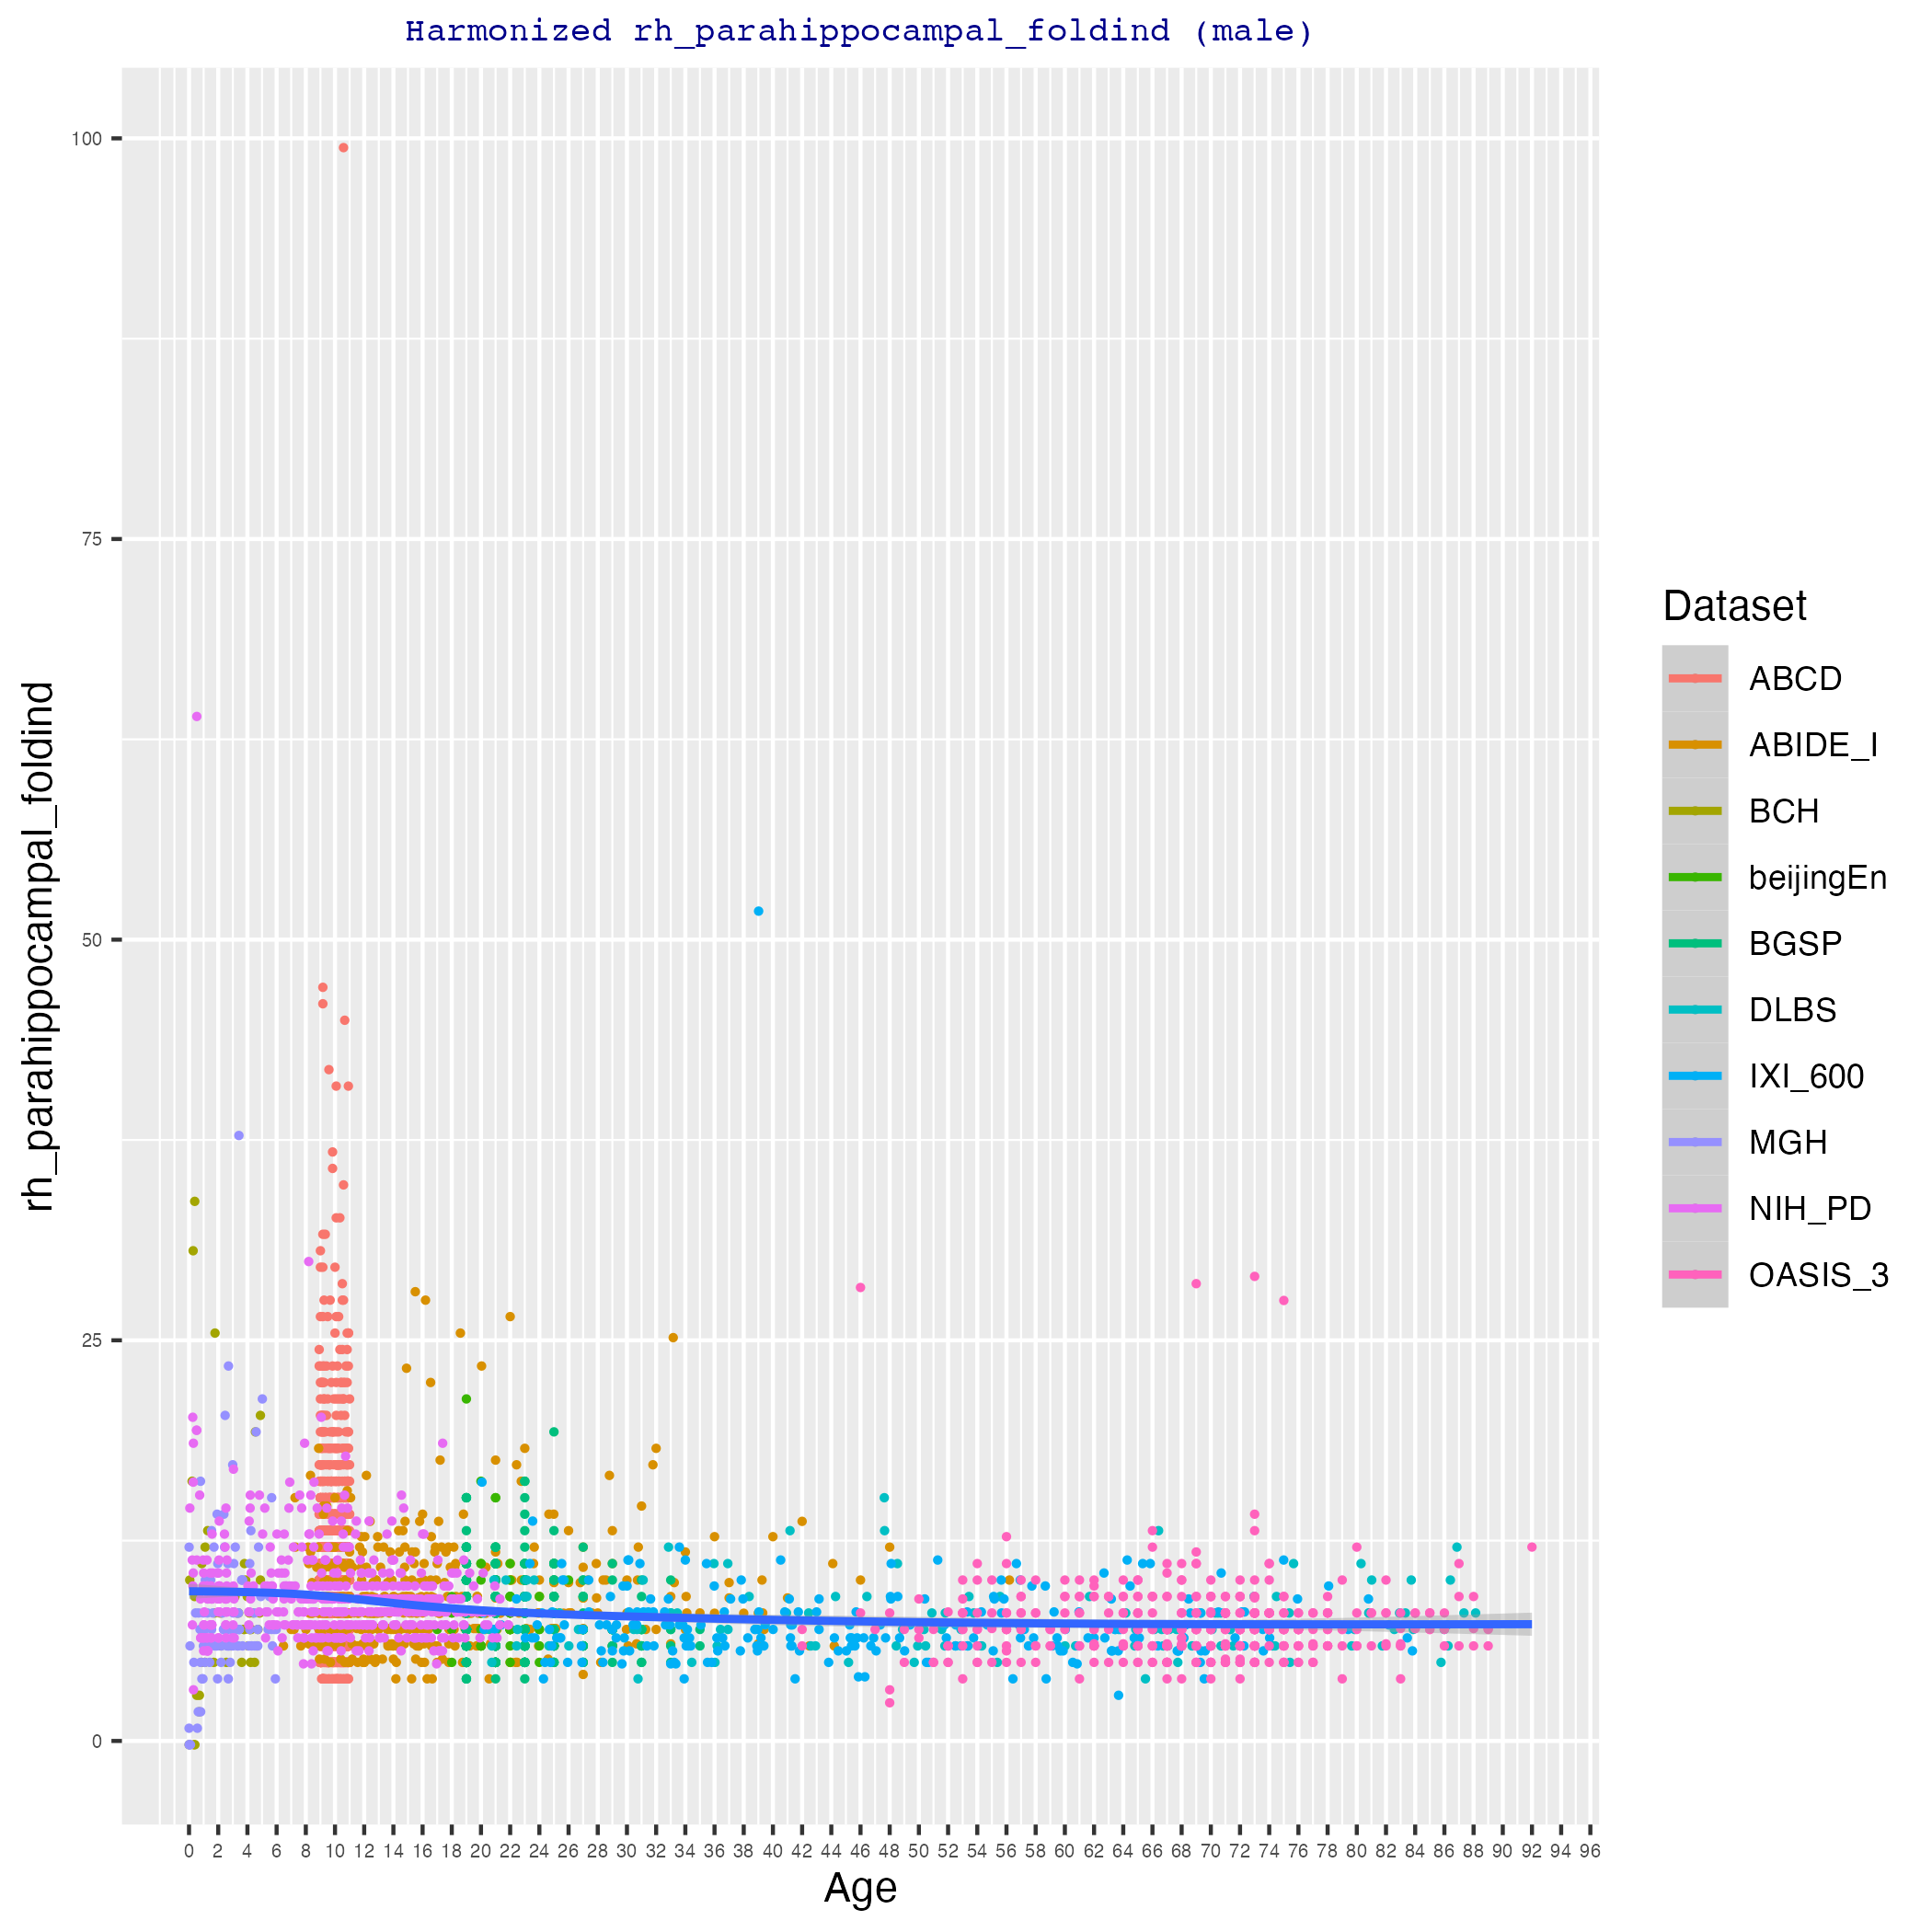 Harmonized rh_parahippocampal_foldind (male)
rh_parahippocampal_foldind
100
75
50
25
0
0 2 4 6 8 10 12 14 16 18 20 22 24 26 28 30 32 34 36 38 40 42 44 46 48 50 52 54 56 58 60 62 64 66 68 70 72 74 76 78 80 82 84 86 88 90 92 94 96
Age
Dataset
ABCD
ABIDE_I
BCH
beijingEn
BGSP
DLBS
IXI_600
MGH
NIH_PD
OASIS_3